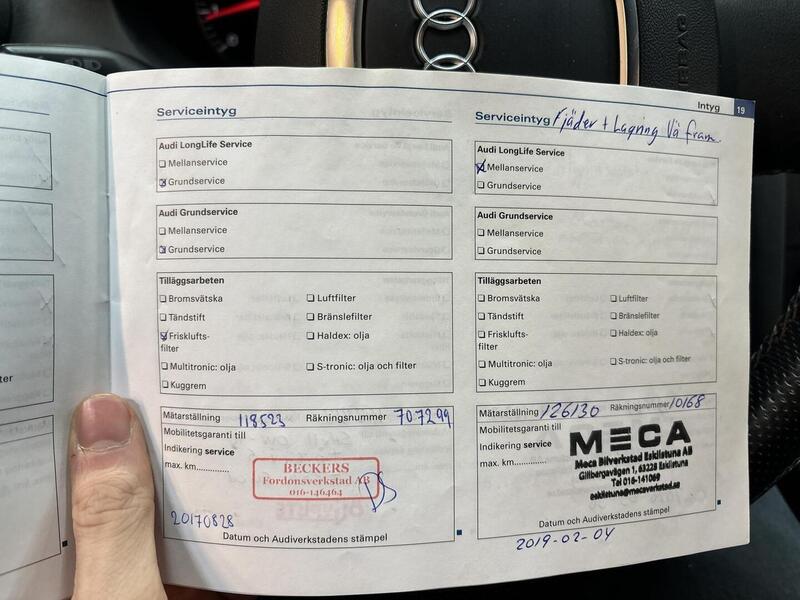 ter
Intyg 19
Serviceintyg
Audi LongLife Service
Mellanservice
Grundservice
Audi Grundservice
Mellanservice
Grundservice
Tilläggsarbeten
Bromsvätska
Luftfilter
Tändstift
Bränslefilter
Frisklufts-
filter
Haldex: olja
Multitronic: olja
S-tronic: olja och filter
Kuggrem
Mätarställning 118523 Räkningsnummer 707299
Mobilitetsgaranti till
Indikering service
max. km.............
BECKERS
Fordonsverkstad AB
016-146464
20170828
Datum och Audiverkstadens stämpel
Serviceintyg Fjäder + Lagring Vä fram.
Audi LongLife Service
Mellanservice
Grundservice
Audi Grundservice
Mellanservice
Grundservice
Tilläggsarbeten
Bromsvätska
Luftfilter
Tändstift
Bränslefilter
Frisklufts-
filter
Haldex: olja
Multitronic: olja
S-tronic: olja och filter
Kuggrem
Mätarställning 126130 Räkningsnummer 10168
Mobilitetsgaranti till
Indikering service
max. km.............
MECA
Meca Bilverkstad Eskilstuna AB
Gillbergavägen 1, 63228 Eskilstuna
Tel 016-141069
eskilstuna@mecaverkstad.se
Datum och Audiverkstadens stämpel
2019-02-04